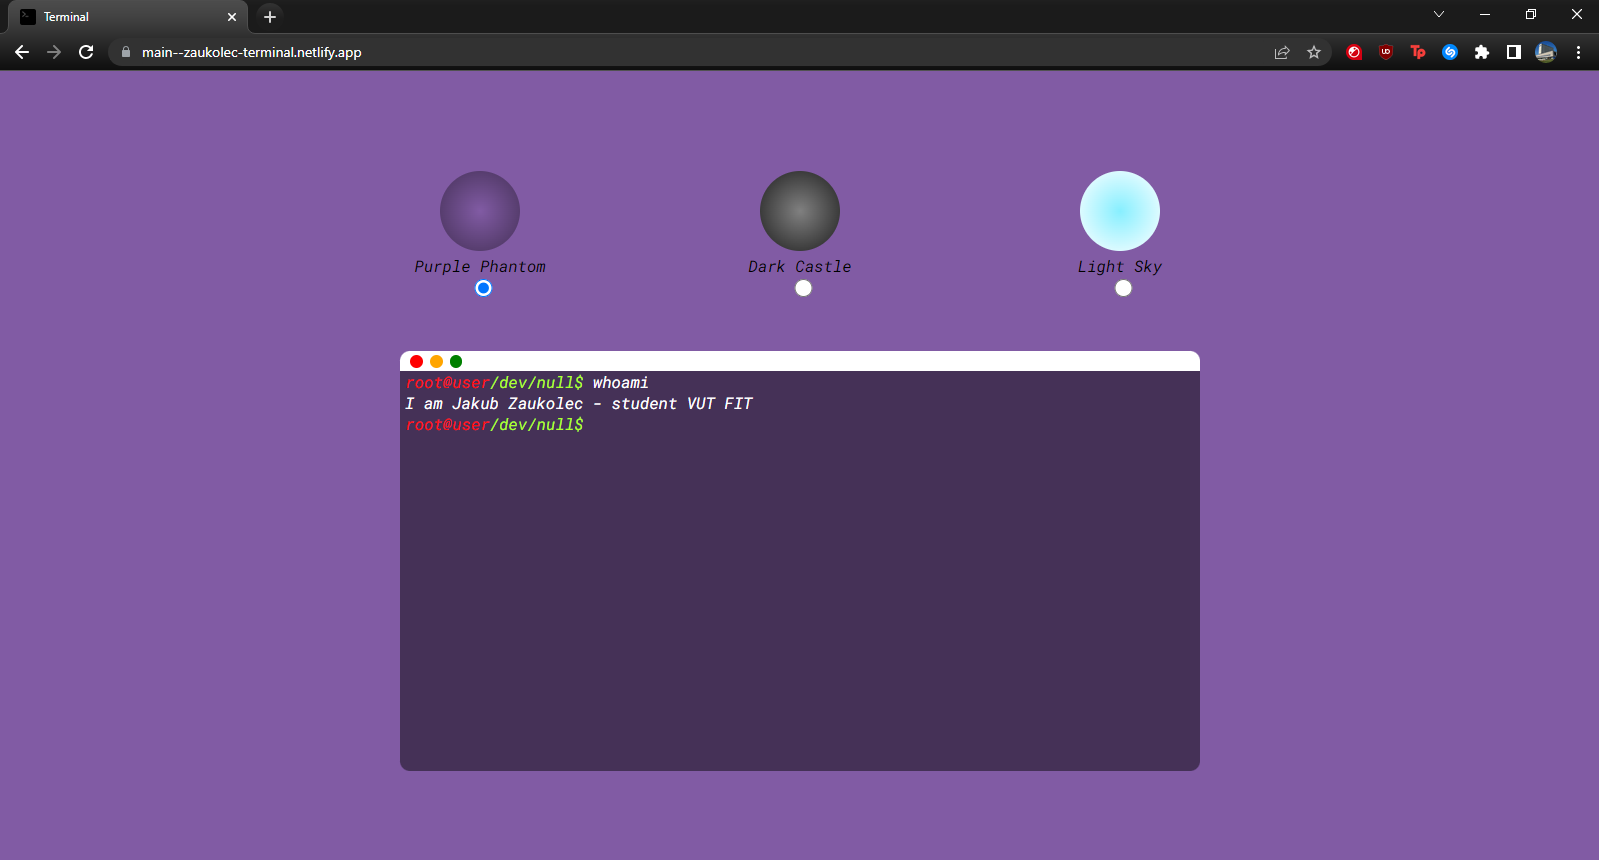 Terminal
main--zaukolec-terminal.netlify.app
Tp
Purple Phantom
Dark Castle
Light Sky
root@user/dev/null$ whoami
I am Jakub Zaukolec - student VUT FIT
root@user/dev/null$